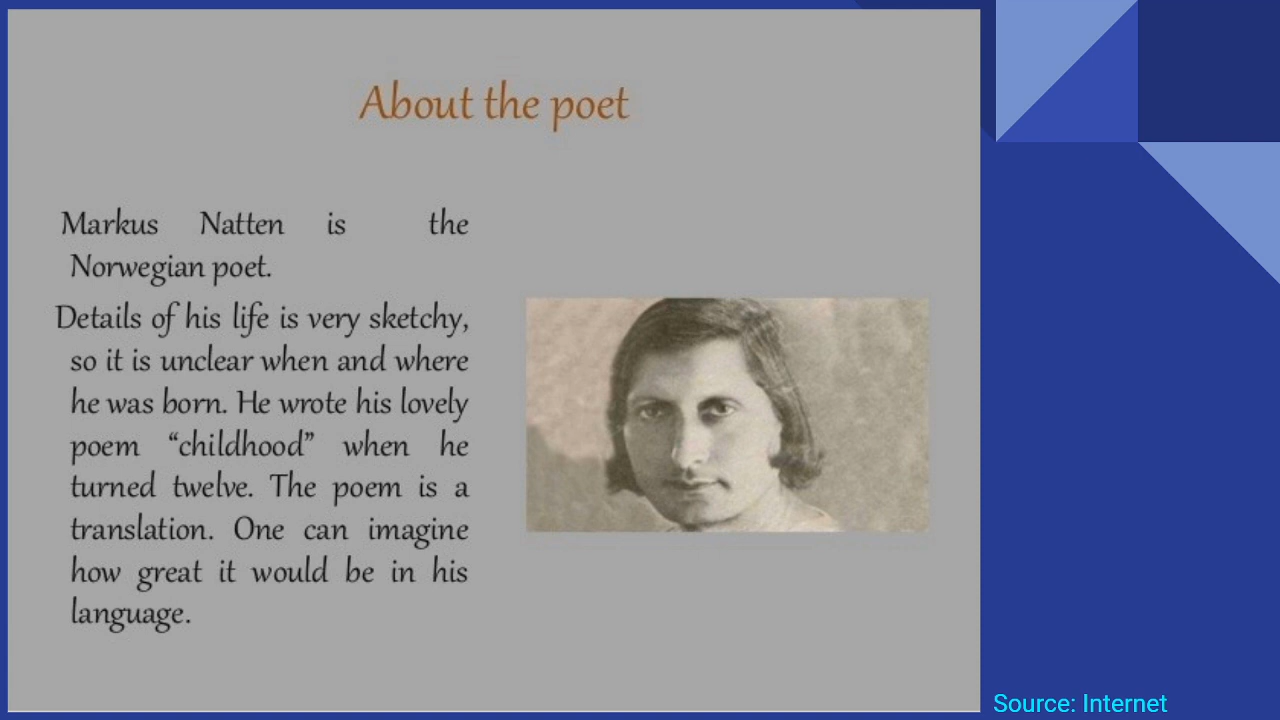 About the poet
Markus Natten is the
Norwegian poet.
Details of his life is very sketchy,
so it is unclear when and where
he was born. He wrote his lovely
poem “childhood” when he
turned twelve. The poem is a
translation. One can imagine
how great it would be in his
language.
Source: Internet